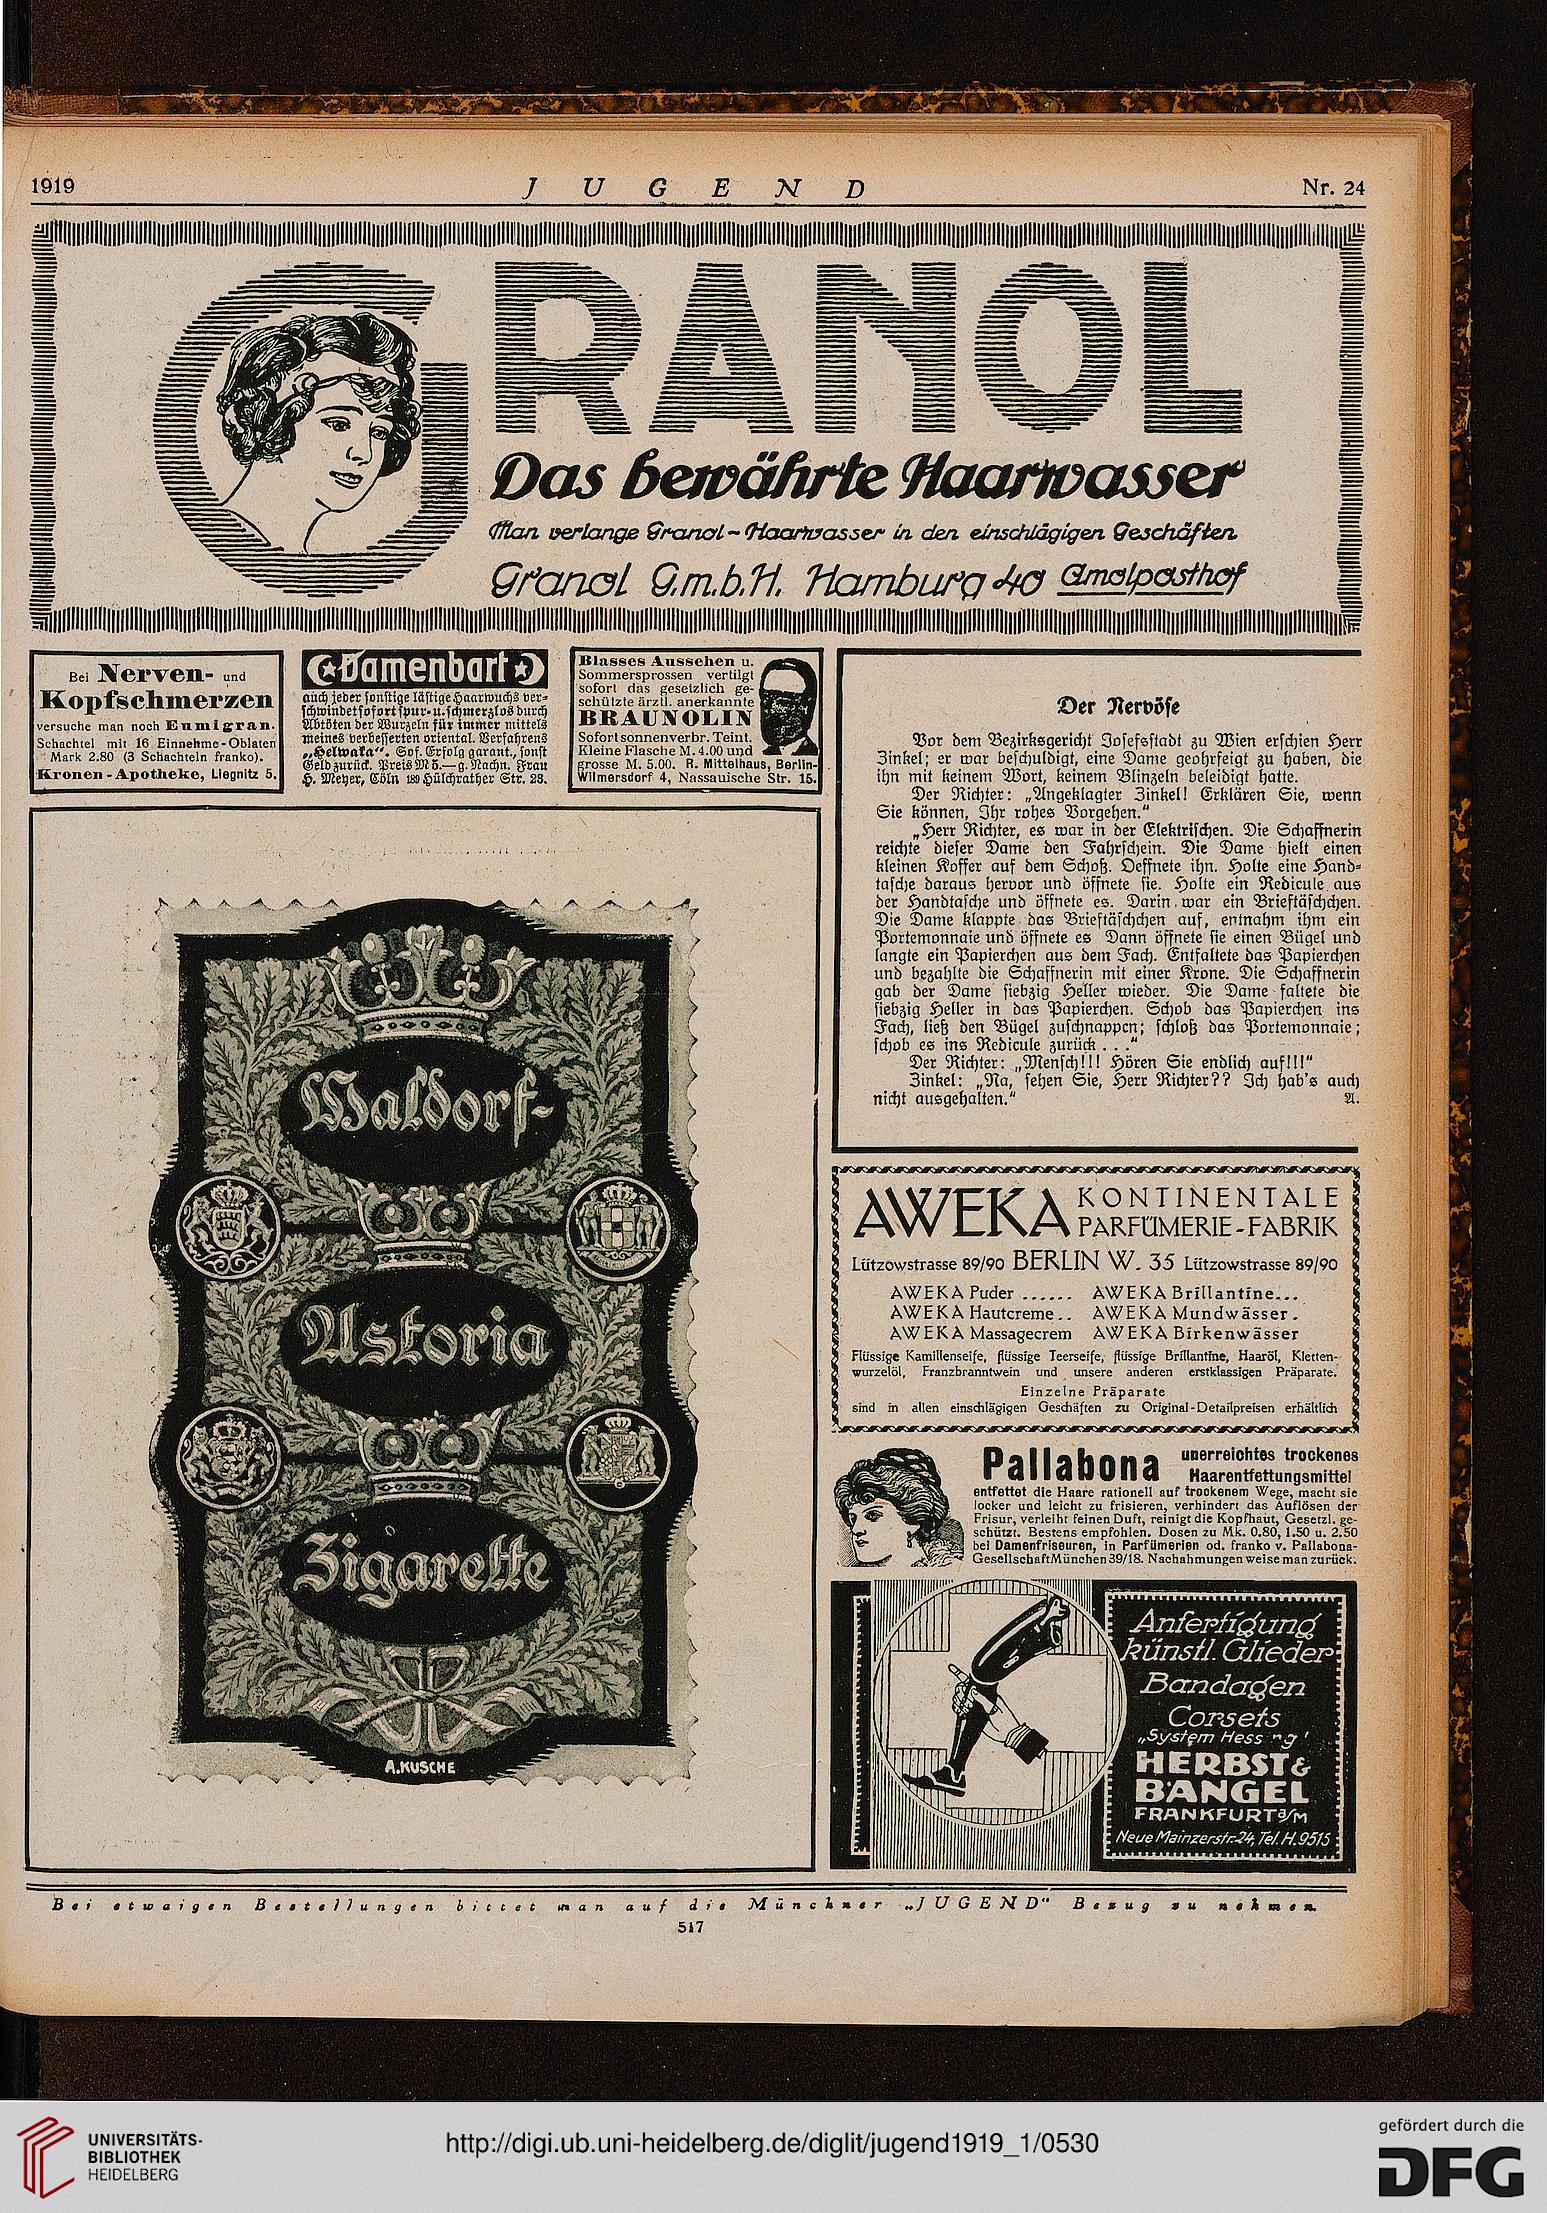 1919
JUGEND
Nr. 24
GRANOL
Das bewährte Haarwasser
Man verlange Granol-Haarwasser in den einschlägigen Geschäften
Granol G.m.b.H. Hamburg 40 Amolposthof
Bei Nerven- und
Kopfschmerzen
versuche man noch Eumigran.
Schachtel mit 16 Einnehme-Oblaten
Mark 2.80 (3 Schachteln franko).
Kronen-Apotheke, Liegnitz 5.
Damenbart
auch jeder sonstige lästige Haarwuchs ver-
schwindet sofort spur- u. schmerzlos durch
Abtöten der Wurzeln für immer mittels
meines verbesserten oriental. Verfahrens
„Helwaka“. Sof. Erfolg garant., sonst
Geld zurück. Preis M 5.— g. Nachn. Frau
H. Meyer, Cöln 189 Hülchrather Str. 23.
Blasses Aussehen u.
Sommersprossen vertilgt
sofort das gesetzlich ge-
schützte ärztl. anerkannte
BRAUNOLIN
Sofort sonnenverbr. Teint.
Kleine Flasche M. 4.00 und
grosse M. 5.00. R. Mittelhaus, Berlin-
Wilmersdorf 4, Nassauische Str. 15.
Der Nervöse
Vor dem Bezirksgericht Josefsstadt zu Wien erschien Herr
Zinkel; er war beschuldigt, eine Dame geohrfeigt zu haben, die
ihn mit keinem Wort, keinem Blinzeln beleidigt hatte.
Der Richter: „Angeklagter Zinkel! Erklären Sie, wenn
Sie können, Ihr rohes Vorgehen.“
„Herr Richter, es war in der Elektrischen. Die Schaffnerin
reichte dieser Dame den Fahrschein. Die Dame hielt einen
kleinen Koffer auf dem Schoß. Oeffnete ihn. Holte eine Hand-
tasche daraus hervor und öffnete sie. Holte ein Redicule aus
der Handtasche und öffnete es. Darin war ein Brieftäschchen.
Die Dame klappte das Brieftäschchen auf, entnahm ihm ein
Portemonnaie und öffnete es Dann öffnete sie einen Bügel und
langte ein Papierchen aus dem Fach. Entfaltete das Papierchen
und bezahlte die Schaffnerin mit einer Krone. Die Schaffnerin
gab der Dame siebzig Heller wieder. Die Dame faltete die
siebzig Heller in das Papierchen. Schob das Papierchen ins
Fach, ließ den Bügel zuschnappen; schloß das Portemonnaie;
schob es ins Redicule zurück . . .“
Der Richter: „Mensch!!! Hören Sie endlich auf!!!“
Zinkel: „Na, sehen Sie, Herr Richter?? Ich hab's auch
nicht ausgehalten.“ A.
Waldorf-
Astoria
Zigarette
A. KUSCHE
AWEKA KONTINENTALE
PARFÜMERIE-FABRIK
Lützowstrasse 89/90 BERLIN W. 35 Lützowstrasse 89/90
AWEKA Puder ...... AWEKA Brillantine...
AWEKA Hautcreme.. AWEKA Mundwässer.
AWEKA Massagecrem AWEKA Birkenwässer
Flüssige Kamillenseife, flüssige Teerseife, flüssige Brillantine, Haaröl, Kletten-
wurzelöl, Franzbranntwein und unsere anderen erstklassigen Präparate.
Einzelne Präparate
sind in allen einschlägigen Geschäften zu Original-Detailpreisen erhältlich
Pallabona unerreichtes trockenes
Haarentfettungsmittel
entfettet die Haare rationell auf trockenem Wege, macht sie
locker und leicht zu frisieren, verhindert das Auflösen der
Frisur, verleiht feinen Duft, reinigt die Kopfhaut, Gesetzl. ge-
schützt. Bestens empfohlen. Dosen zu Mk. 0.80, 1.50 u. 2.50
bei Damenfriseuren, in Parfümerien od. franko v. Pallabona-
Gesellschaft München 39/18. Nachahmungen weise man zurück.
Anfertigung
künstl. Glieder
Bandagen
Corsets
„System Hess
HERBST &
BÄNGEL
FRANKFURT a/M
Neue Mainzerstr. 24, Tel. H. 9515
Bei etwaigen Bestellungen bittet man auf die Münchner „JUGEND“ Bezug zu nehmen.
517
UNIVERSITÄTS-
BIBLIOTHEK
HEIDELBERG
http://digi.ub.uni-heidelberg.de/diglit/jugend1919_1/0530
gefördert durch die
DFG